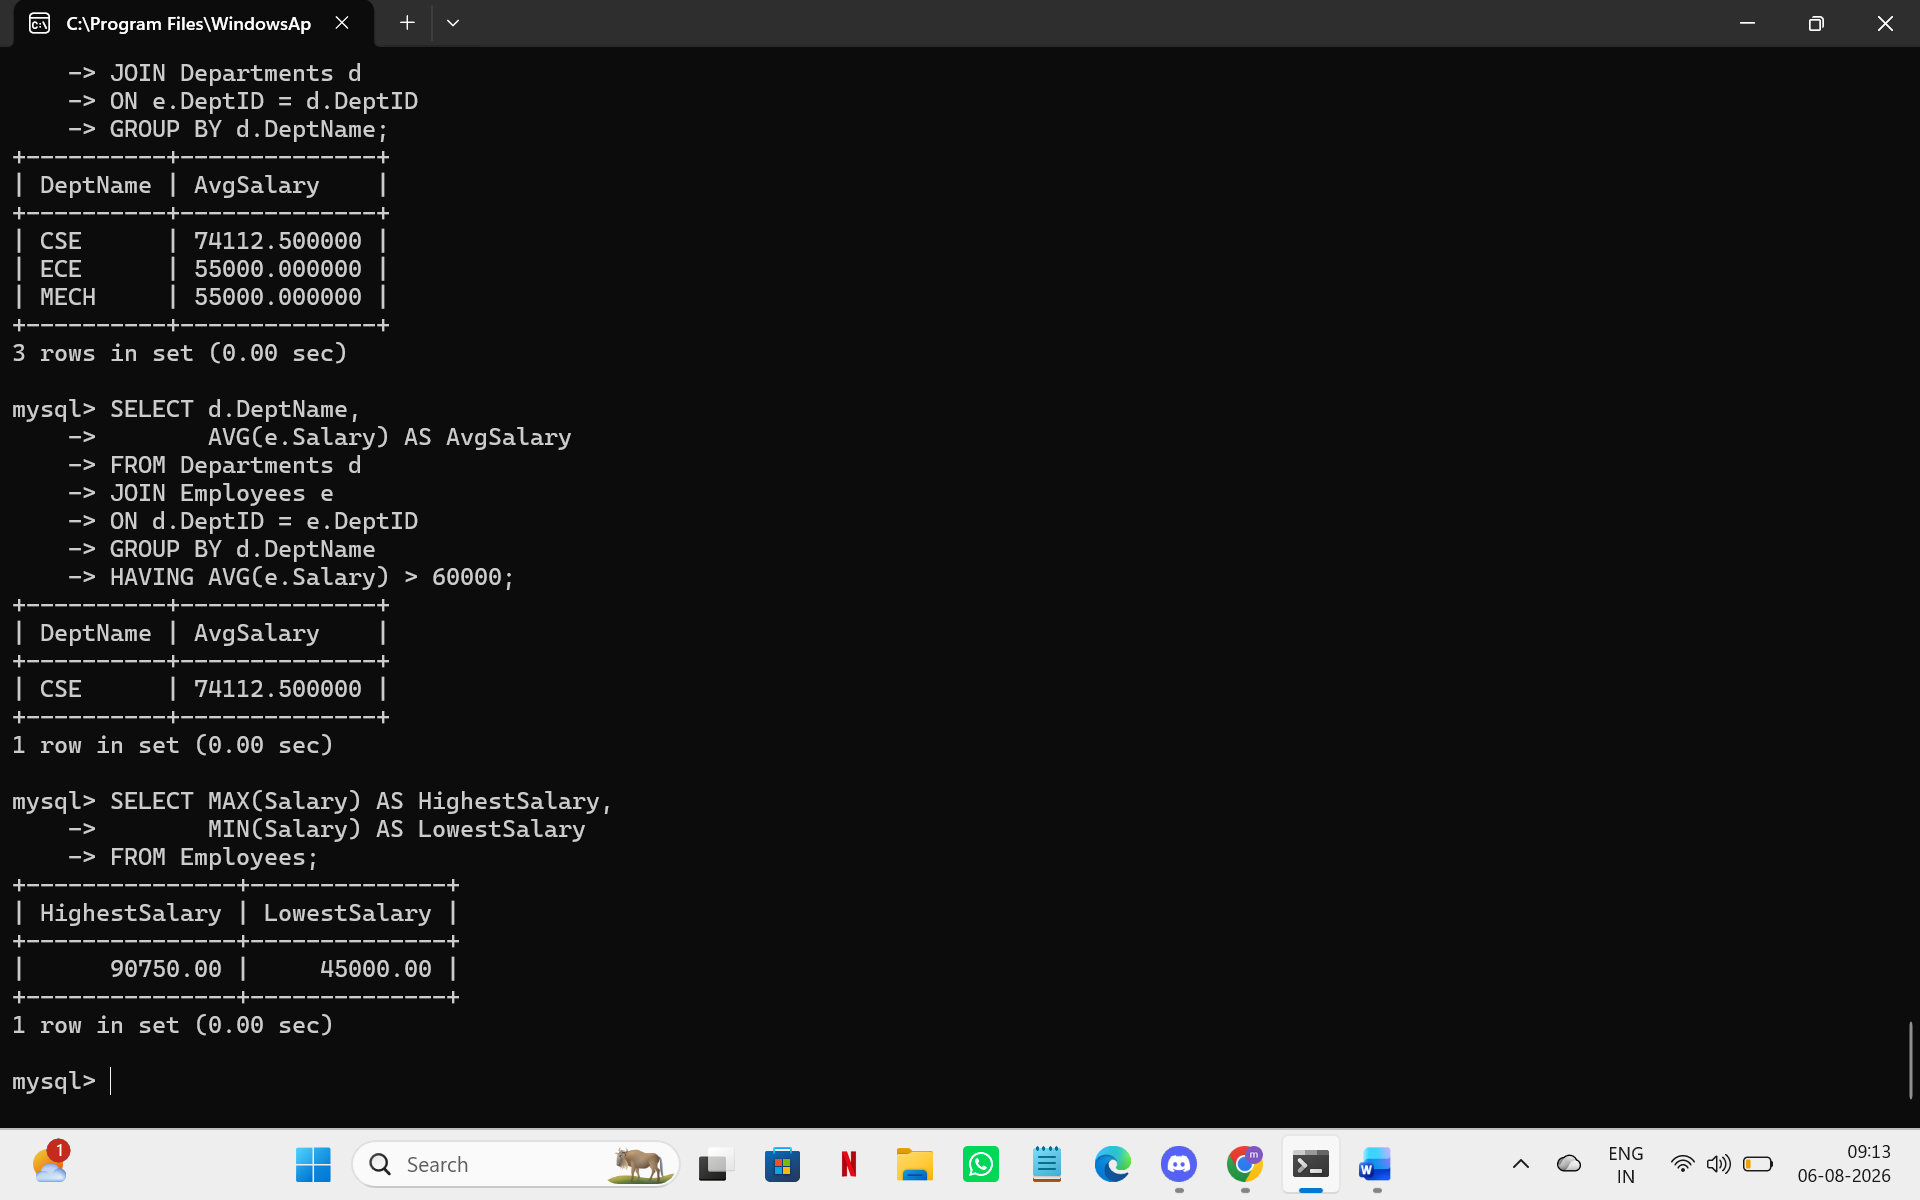 C:\Program Files\WindowsAp
    -> JOIN Departments d
    -> ON e.DeptID = d.DeptID
    -> GROUP BY d.DeptName;
+----------+--------------+
| DeptName | AvgSalary    |
+----------+--------------+
| CSE      | 74112.500000 |
| ECE      | 55000.000000 |
| MECH     | 55000.000000 |
+----------+--------------+
3 rows in set (0.00 sec)
mysql> SELECT d.DeptName,
    ->        AVG(e.Salary) AS AvgSalary
    -> FROM Departments d
    -> JOIN Employees e
    -> ON d.DeptID = e.DeptID
    -> GROUP BY d.DeptName
    -> HAVING AVG(e.Salary) > 60000;
+----------+--------------+
| DeptName | AvgSalary    |
+----------+--------------+
| CSE      | 74112.500000 |
+----------+--------------+
1 row in set (0.00 sec)
mysql> SELECT MAX(Salary) AS HighestSalary,
    ->        MIN(Salary) AS LowestSalary
    -> FROM Employees;
+---------------+--------------+
| HighestSalary | LowestSalary |
+---------------+--------------+
|      90750.00 |     45000.00 |
+---------------+--------------+
1 row in set (0.00 sec)
mysql>
1
Search
N
m
W
ENG
IN
09:13
06-08-2026